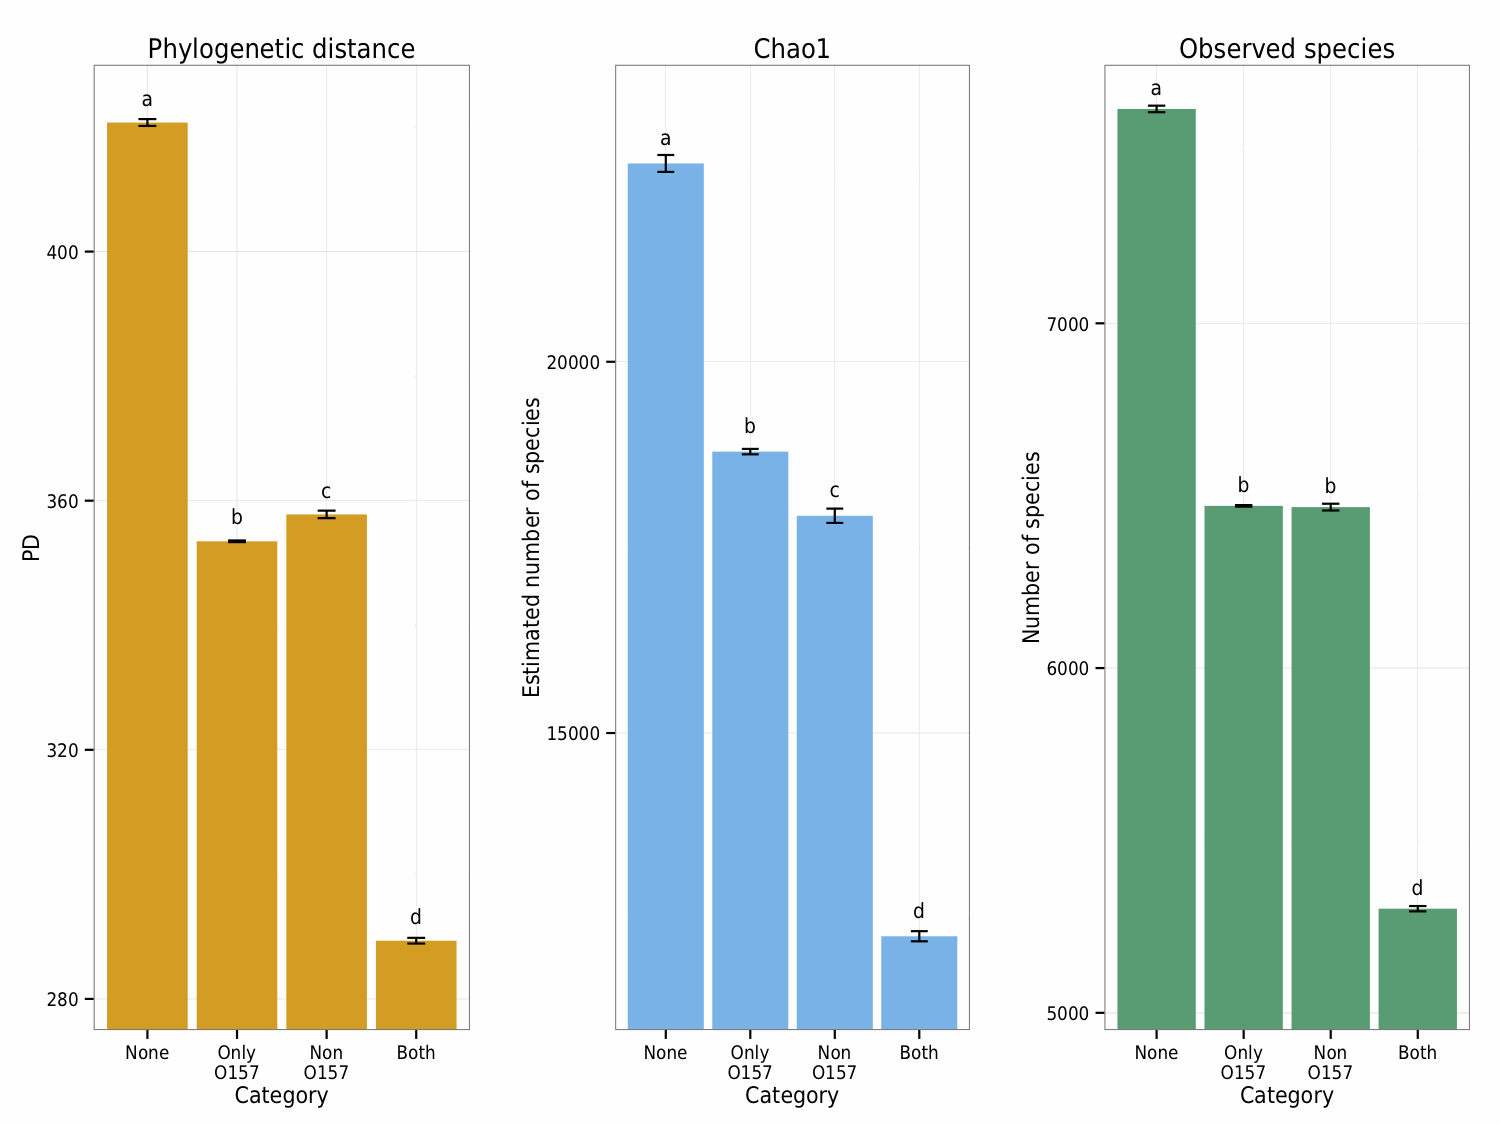 Phylogenetic distance
PD
400
360
320
280
a
b
c
d
None
Only
O157
Non
O157
Both
Category
Chao1
Estimated number of species
20000
15000
a
b
c
d
None
Only
O157
Non
O157
Both
Category
Observed species
Number of species
7000
6000
5000
a
b
b
d
None
Only
O157
Non
O157
Both
Category